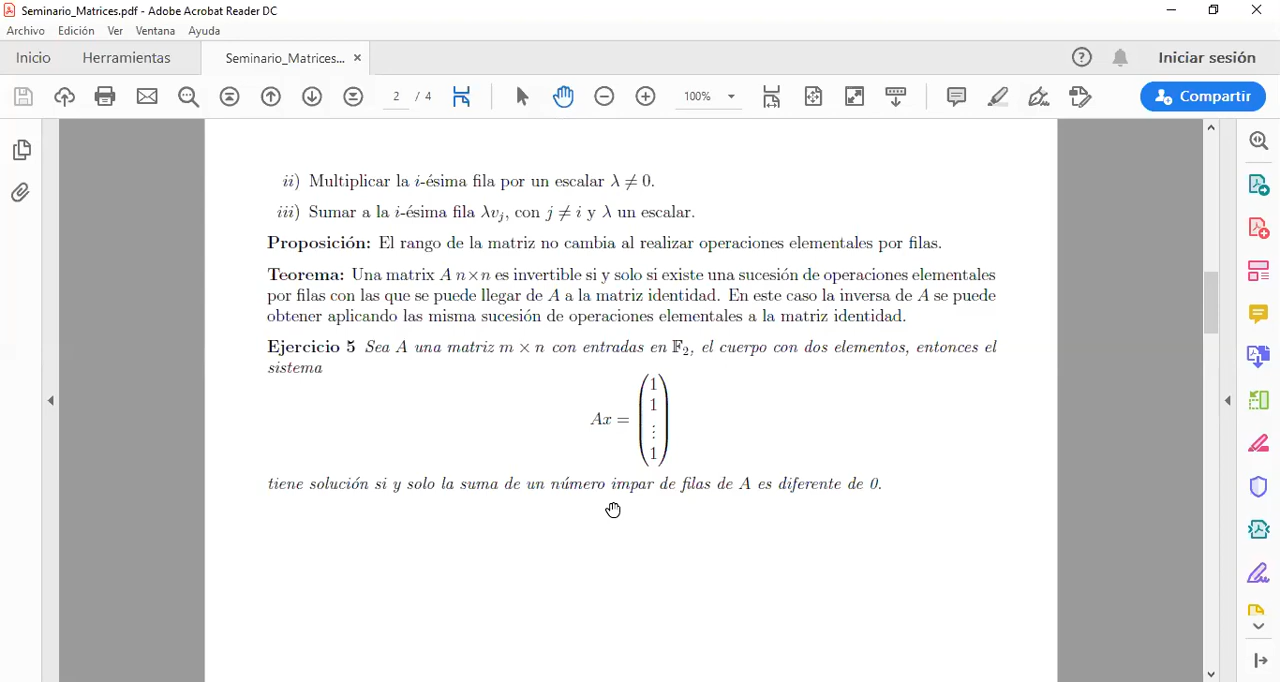 Seminario_Matrices.pdf - Adobe Acrobat Reader DC
Archivo Edición Ver Ventana Ayuda
Inicio Herramientas Seminario_Matrices... × Iniciar sesión
2 / 4 100% Compartir
ii) Multiplicar la i-ésima fila por un escalar λ ≠ 0.
iii) Sumar a la i-ésima fila λvⱼ, con j ≠ i y λ un escalar.
Proposición: El rango de la matriz no cambia al realizar operaciones elementales por filas.
Teorema: Una matrix A n×n es invertible si y solo si existe una sucesión de operaciones elementales
por filas con las que se puede llegar de A a la matriz identidad. En este caso la inversa de A se puede
obtener aplicando las misma sucesión de operaciones elementales a la matriz identidad.
Ejercicio 5 Sea A una matriz m × n con entradas en 𝔽₂, el cuerpo con dos elementos, entonces el
sistema
Ax = (1 1 ⋮ 1)
tiene solución si y solo la suma de un número impar de filas de A es diferente de 0.